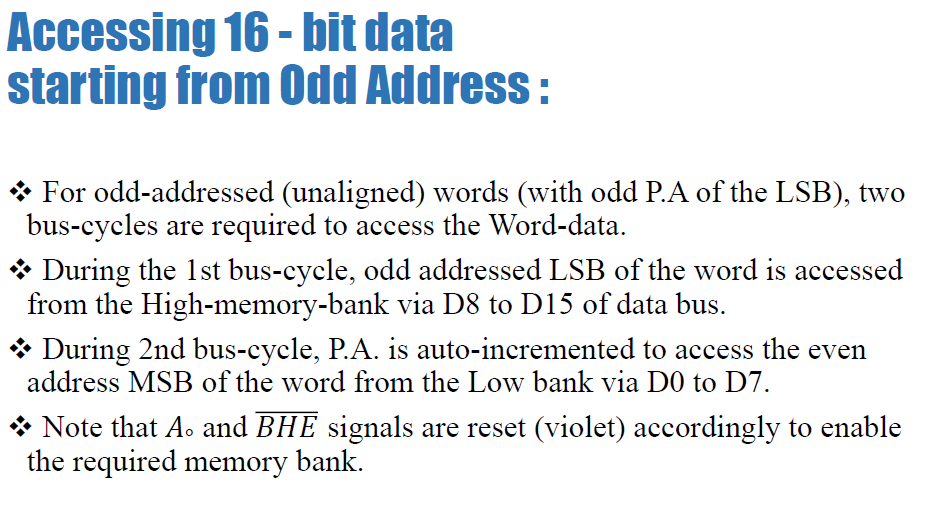 Accessing 16 - bit data
starting from Odd Address :
❖ For odd-addressed (unaligned) words (with odd P.A of the LSB), two
bus-cycles are required to access the Word-data.
❖ During the 1st bus-cycle, odd addressed LSB of the word is accessed
from the High-memory-bank via D8 to D15 of data bus.
❖ During 2nd bus-cycle, P.A. is auto-incremented to access the even
address MSB of the word from the Low bank via D0 to D7.
❖ Note that A₀ and B̅H̅E̅ signals are reset (violet) accordingly to enable
the required memory bank.